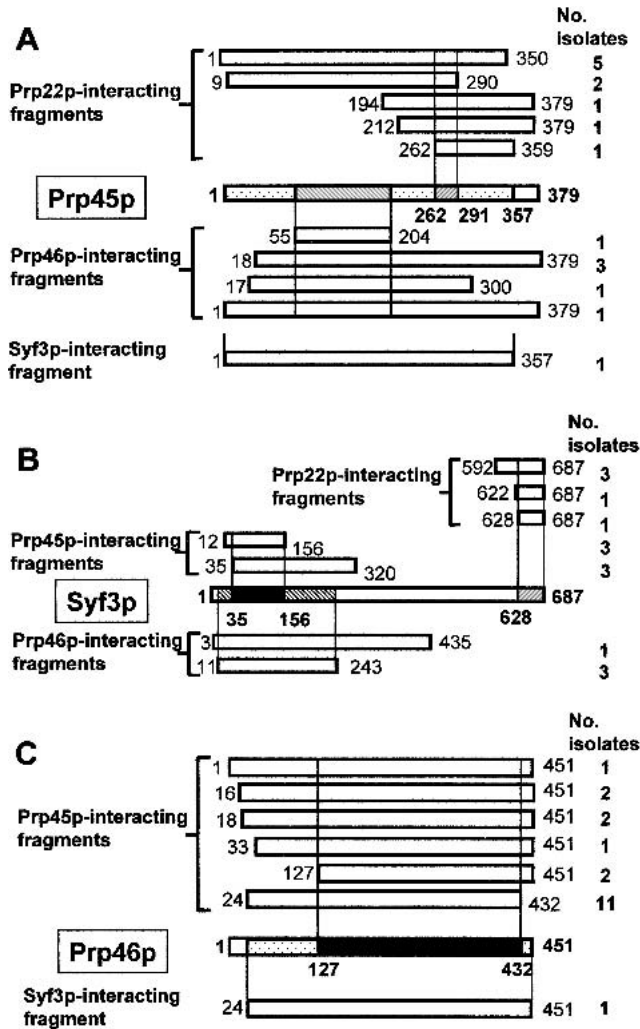 A
No.
isolates
1 350 5
Prp22p-interacting
fragments
9 290 2
194 379 1
212 379 1
262 359 1
Prp45p
1 379
262 291 357
55 204 1
Prp46p-interacting
fragments
18 379 3
17 300 1
1 379 1
Syf3p-interacting
fragment
1 357 1
B
No.
isolates
Prp22p-interacting
fragments
592 687 3
622 687 1
628 687 1
Prp45p-interacting
fragments
12 156 3
35 320 3
Syf3p
1 687
35 156 628
Prp46p-interacting
fragments
3 435 1
11 243 3
C
No.
isolates
1 451 1
Prp45p-interacting
fragments
16 451 2
18 451 2
33 451 1
127 451 2
24 432 11
Prp46p
1 451
127 432
Syf3p-interacting
fragment
24 451 1